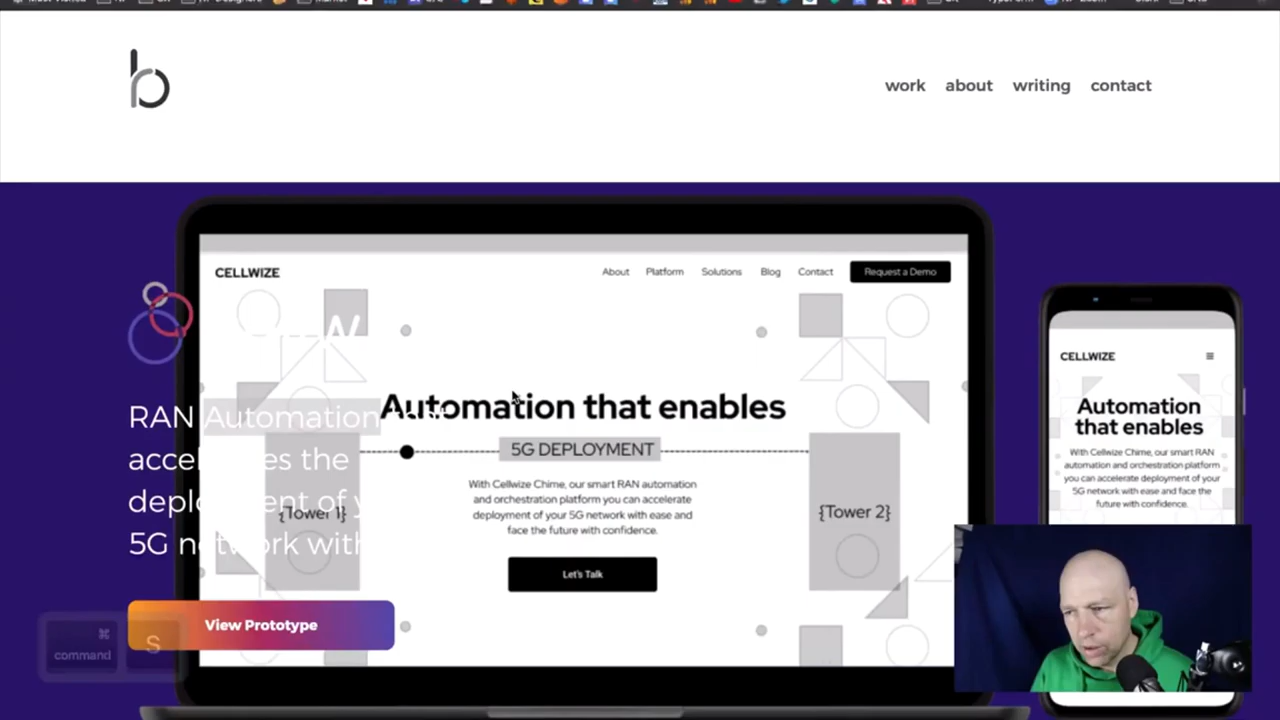 work about writing contact
CELLWIZE
About Platform Solutions Blog Contact Request a Demo
RAN Automation
the
5G network with
Automation that enables
5G DEPLOYMENT
With Cellwize Chime, our smart RAN automation
and orchestration platform you can accelerate
deployment of your 5G network with ease and
face the future with confidence.
{Tower 1}
{Tower 2}
Let's Talk
View Prototype
CELLWIZE
Automation
that enables
With Cellwize Chime, our smart RAN
automation and orchestration platform
you can accelerate deployment of your
5G network with ease and face the
future with confidence.
⌘
command
S